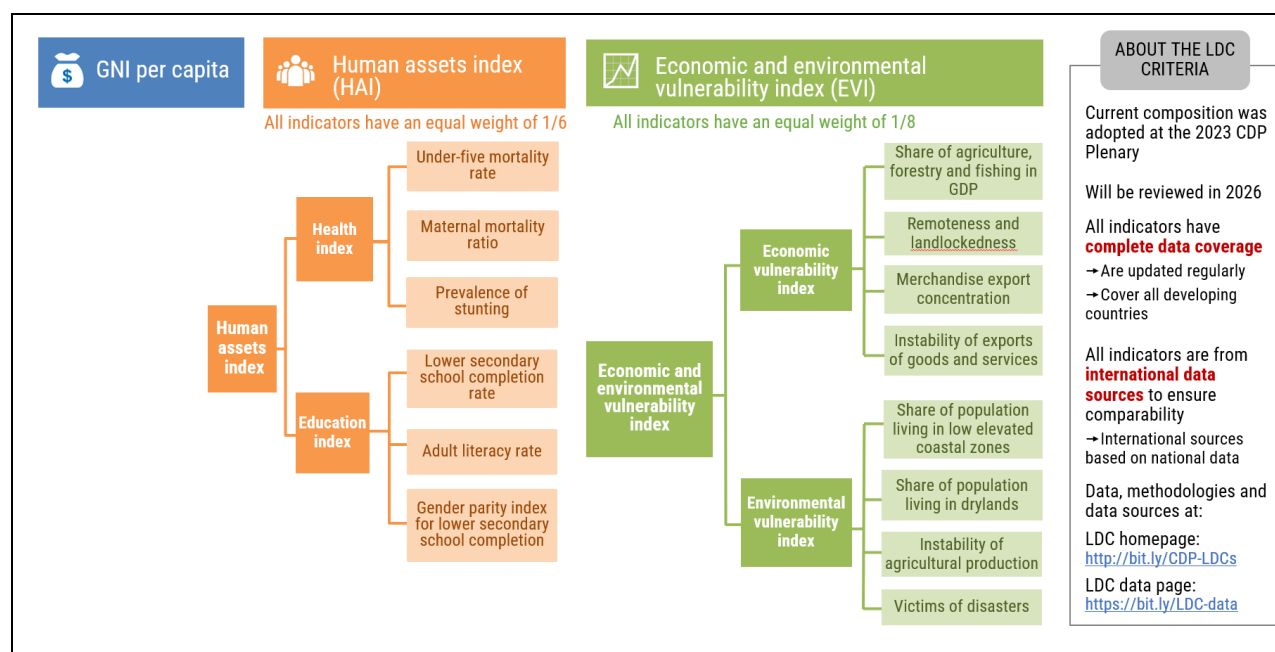 GNI per capita
Human assets index
(HAI)
All indicators have an equal weight of 1/6
Human
assets
index
Health
index
Under-five mortality
rate
Maternal mortality
ratio
Prevalence of
stunting
Education
index
Lower secondary
school completion
rate
Adult literacy rate
Gender parity index
for lower secondary
school completion
Economic and environmental
vulnerability index (EVI)
All indicators have an equal weight of 1/8
Economic and
environmental
vulnerability
index
Economic
vulnerability
index
Share of agriculture,
forestry and fishing in
GDP
Remoteness and
landlockedness
Merchandise export
concentration
Instability of exports
of goods and services
Environmental
vulnerability
index
Share of population
living in low elevated
coastal zones
Share of population
living in drylands
Instability of
agricultural production
Victims of disasters
ABOUT THE LDC
CRITERIA
Current composition was
adopted at the 2023 CDP
Plenary
Will be reviewed in 2026
All indicators have
complete data coverage
→Are updated regularly
→Cover all developing
countries
All indicators are from
international data
sources to ensure
comparability
→International sources
based on national data
Data, methodologies and
data sources at:
LDC homepage:
http://bit.ly/CDP-LDCs
LDC data page:
https://bit.ly/LDC-data